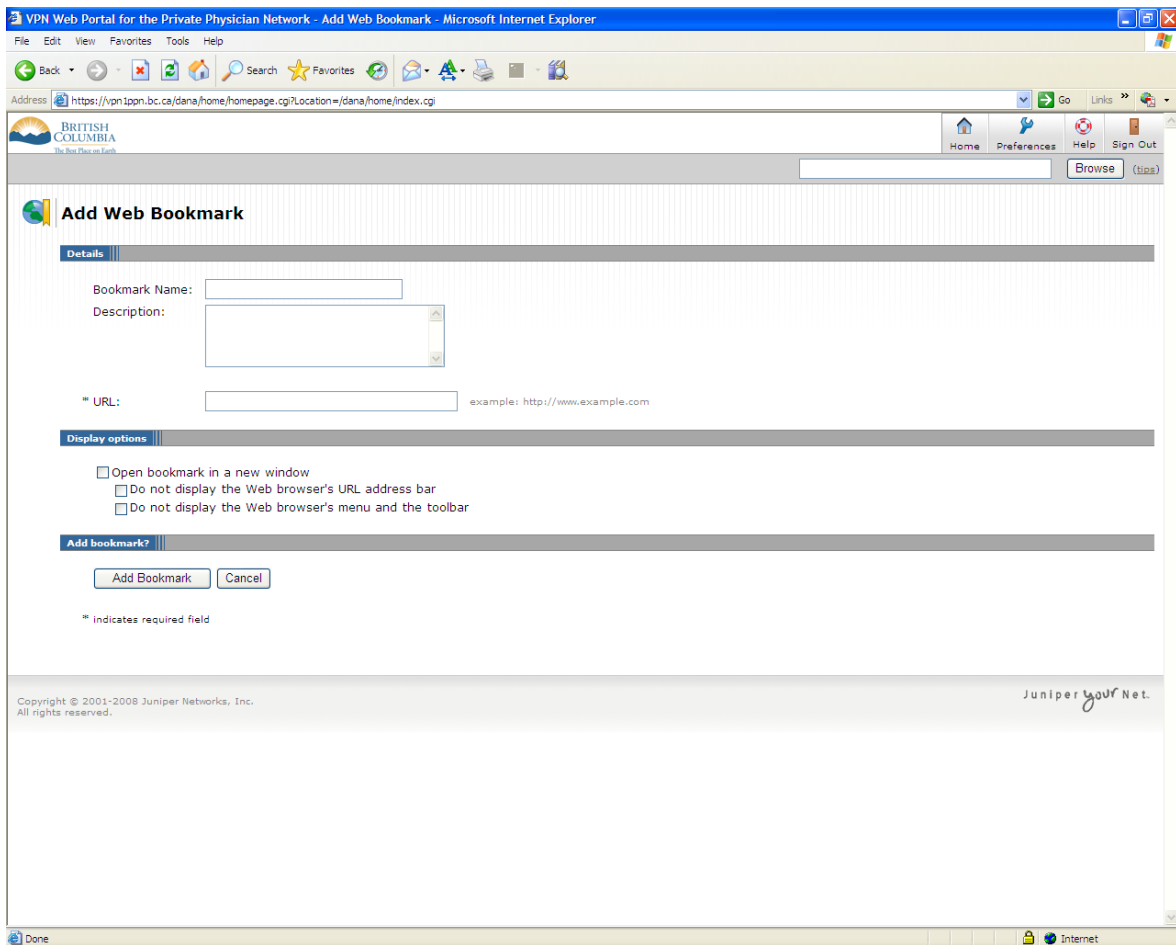 VPN Web Portal for the Private Physician Network - Add Web Bookmark - Microsoft Internet Explorer
File Edit View Favorites Tools Help
Back Search Favorites
Address https://vpn1ppn.bc.ca/dana/home/homepage.cgi?Location=/dana/home/index.cgi Go Links »
BRITISH
COLUMBIA
The Best Place on Earth
Home Preferences Help Sign Out
Browse (tips)
Add Web Bookmark
Details
Bookmark Name:
Description:
* URL: example: http://www.example.com
Display options
Open bookmark in a new window
Do not display the Web browser's URL address bar
Do not display the Web browser's menu and the toolbar
Add bookmark?
Add Bookmark Cancel
* indicates required field
Copyright © 2001-2008 Juniper Networks, Inc.
All rights reserved.
Juniper your Net.
Done Internet